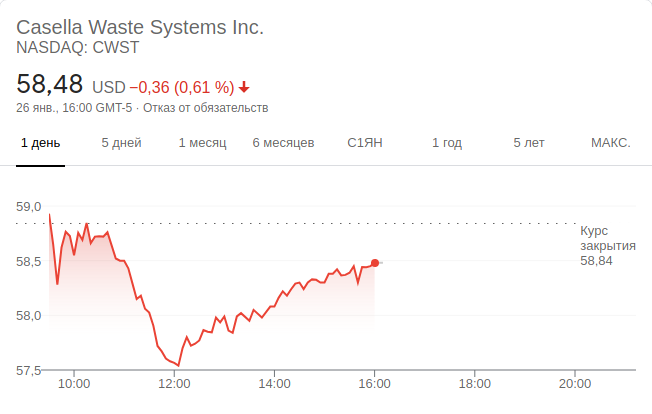 Casella Waste Systems Inc.
NASDAQ: CWST
58,48 USD −0,36 (0,61 %)
26 янв., 16:00 GMT-5 · Отказ от обязательств
1 день 5 дней 1 месяц 6 месяцев С1ЯН 1 год 5 лет МАКС.
59,0
Курс
закрытия
58,84
58,5
58,0
57,5
10:00 12:00 14:00 16:00 18:00 20:00